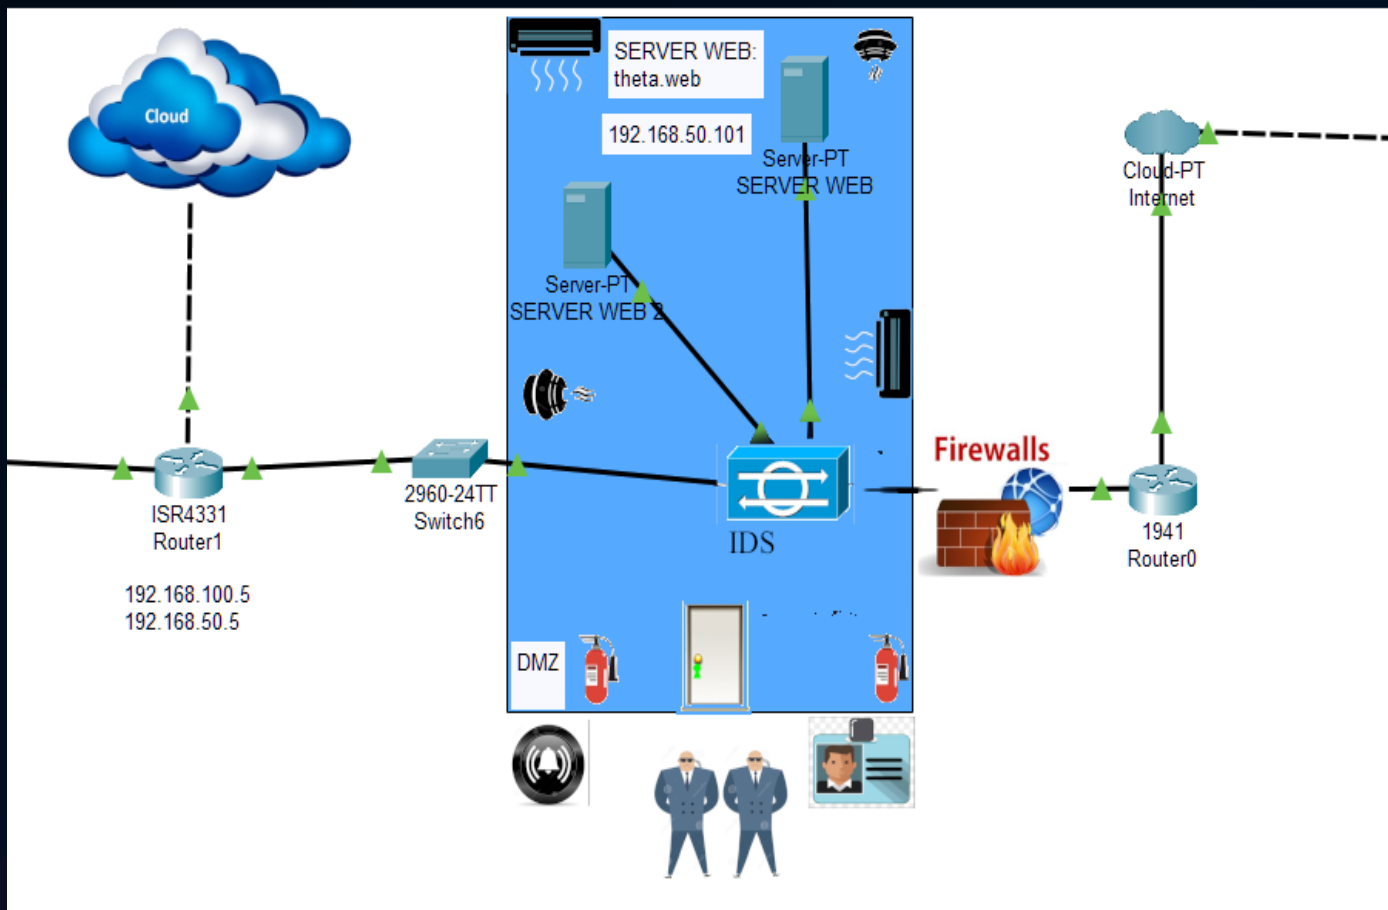 Cloud
SERVER WEB:
theta.web
192.168.50.101
Server-PT
SERVER WEB
Server-PT
SERVER WEB 2
Cloud-PT
Internet
ISR4331
Router1
192.168.100.5
192.168.50.5
2960-24TT
Switch6
IDS
Firewalls
1941
Router0
DMZ